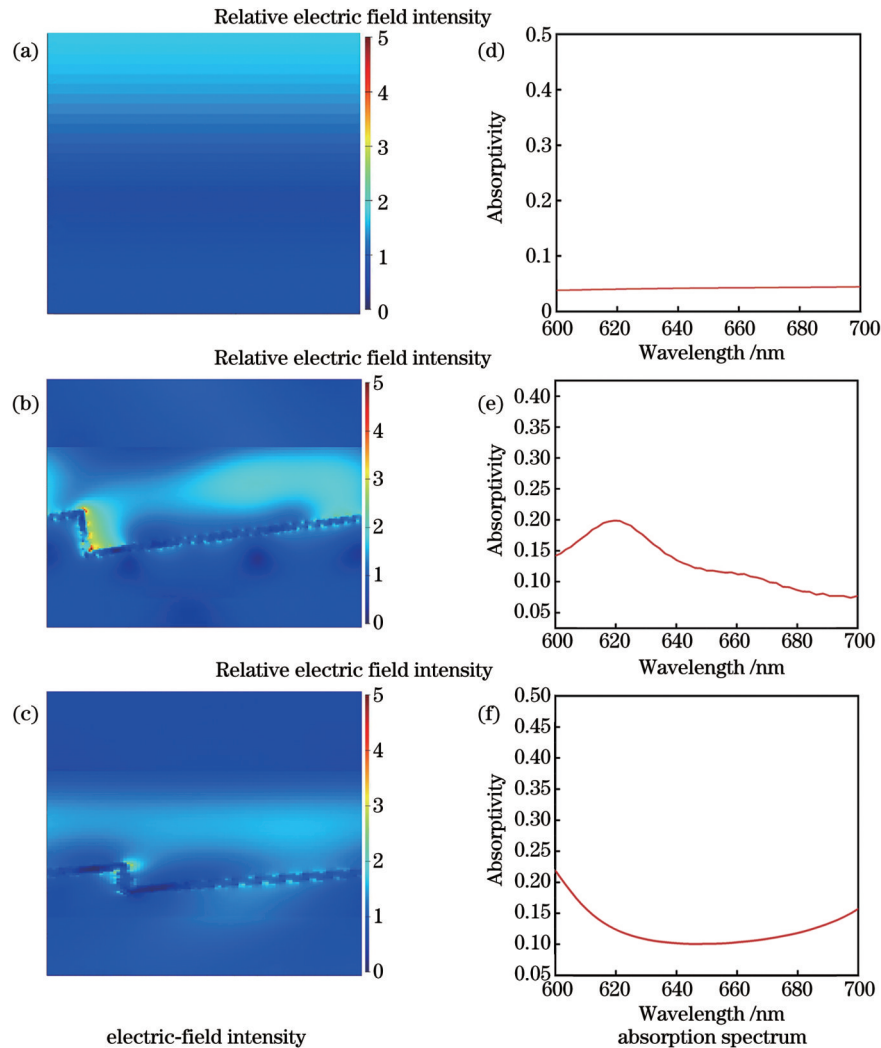 Relative electric field intensity
(a)
5
4
3
2
1
0
(d)
Absorptivity
0.5
0.4
0.3
0.2
0.1
0
600 620 640 660 680 700
Wavelength /nm
Relative electric field intensity
(b)
5
4
3
2
1
0
(e)
Absorptivity
0.40
0.35
0.30
0.25
0.20
0.15
0.10
0.05
600 620 640 660 680 700
Wavelength /nm
Relative electric field intensity
(c)
5
4
3
2
1
0
(f)
Absorptivity
0.50
0.45
0.40
0.35
0.30
0.25
0.20
0.15
0.10
0.05
600 620 640 660 680 700
Wavelength /nm
electric-field intensity
absorption spectrum